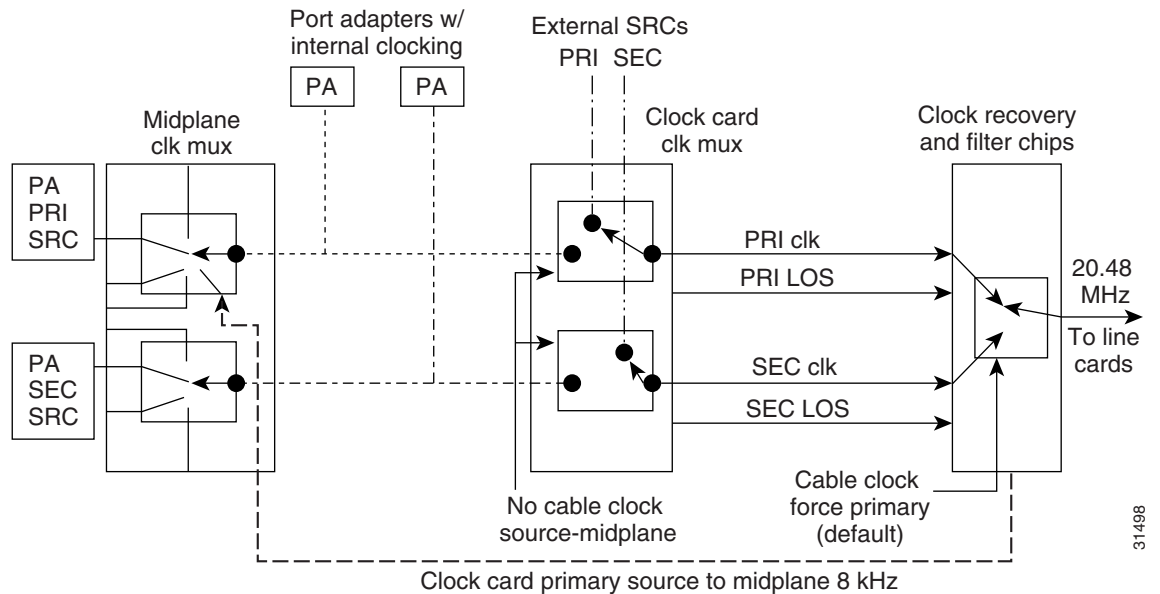 Port adapters w/
internal clocking
External SRCs
PRI SEC
PA
PA
Midplane
clk mux
Clock card
clk mux
Clock recovery
and filter chips
PA
PRI
SRC
PRI clk
PRI LOS
20.48
MHz
To line
cards
PA
SEC
SRC
SEC clk
SEC LOS
No cable clock
source-midplane
Cable clock
force primary
(default)
Clock card primary source to midplane 8 kHz
31498